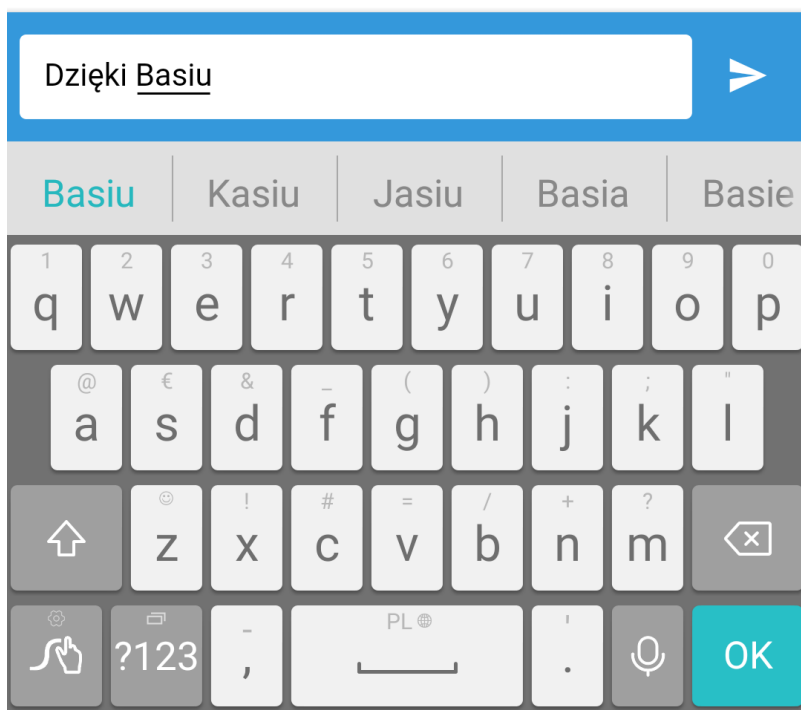 Dzięki Basiu
Basiu Kasiu Jasiu Basia Basie
1 2 3 4 5 6 7 8 9 0
q w e r t y u i o p
@ € & _ ( ) : ; "
a s d f g h j k l
! # = / + ?
z x c v b n m
- PL '
?123 , . OK